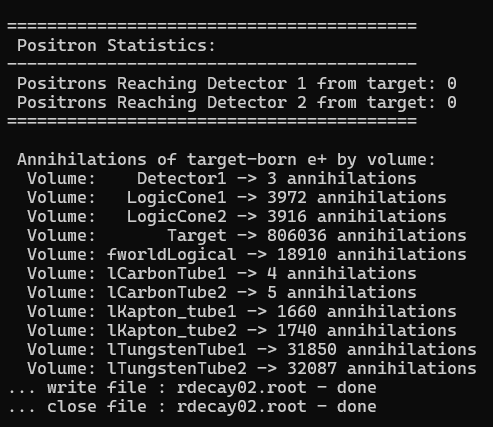 ========================================
Positron Statistics:
----------------------------------------
Positrons Reaching Detector 1 from target: 0
Positrons Reaching Detector 2 from target: 0
========================================

Annihilations of target-born e+ by volume:
Volume:    Detector1 -> 3 annihilations
Volume:   LogicCone1 -> 3972 annihilations
Volume:   LogicCone2 -> 3916 annihilations
Volume:       Target -> 806036 annihilations
Volume: fworldLogical -> 18910 annihilations
Volume: lCarbonTube1 -> 4 annihilations
Volume: lCarbonTube2 -> 5 annihilations
Volume: lKapton_tube1 -> 1660 annihilations
Volume: lKapton_tube2 -> 1740 annihilations
Volume: lTungstenTube1 -> 31850 annihilations
Volume: lTungstenTube2 -> 32087 annihilations
... write file : rdecay02.root - done
... close file : rdecay02.root - done